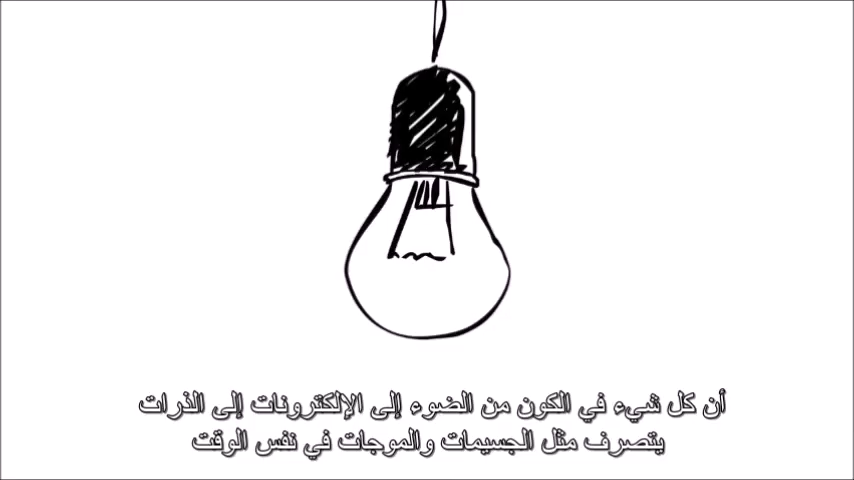 أن كل شيء في الكون من الضوء إلى الإلكترونات إلى الذرات
يتصرف مثل الجسيمات والموجات في نفس الوقت